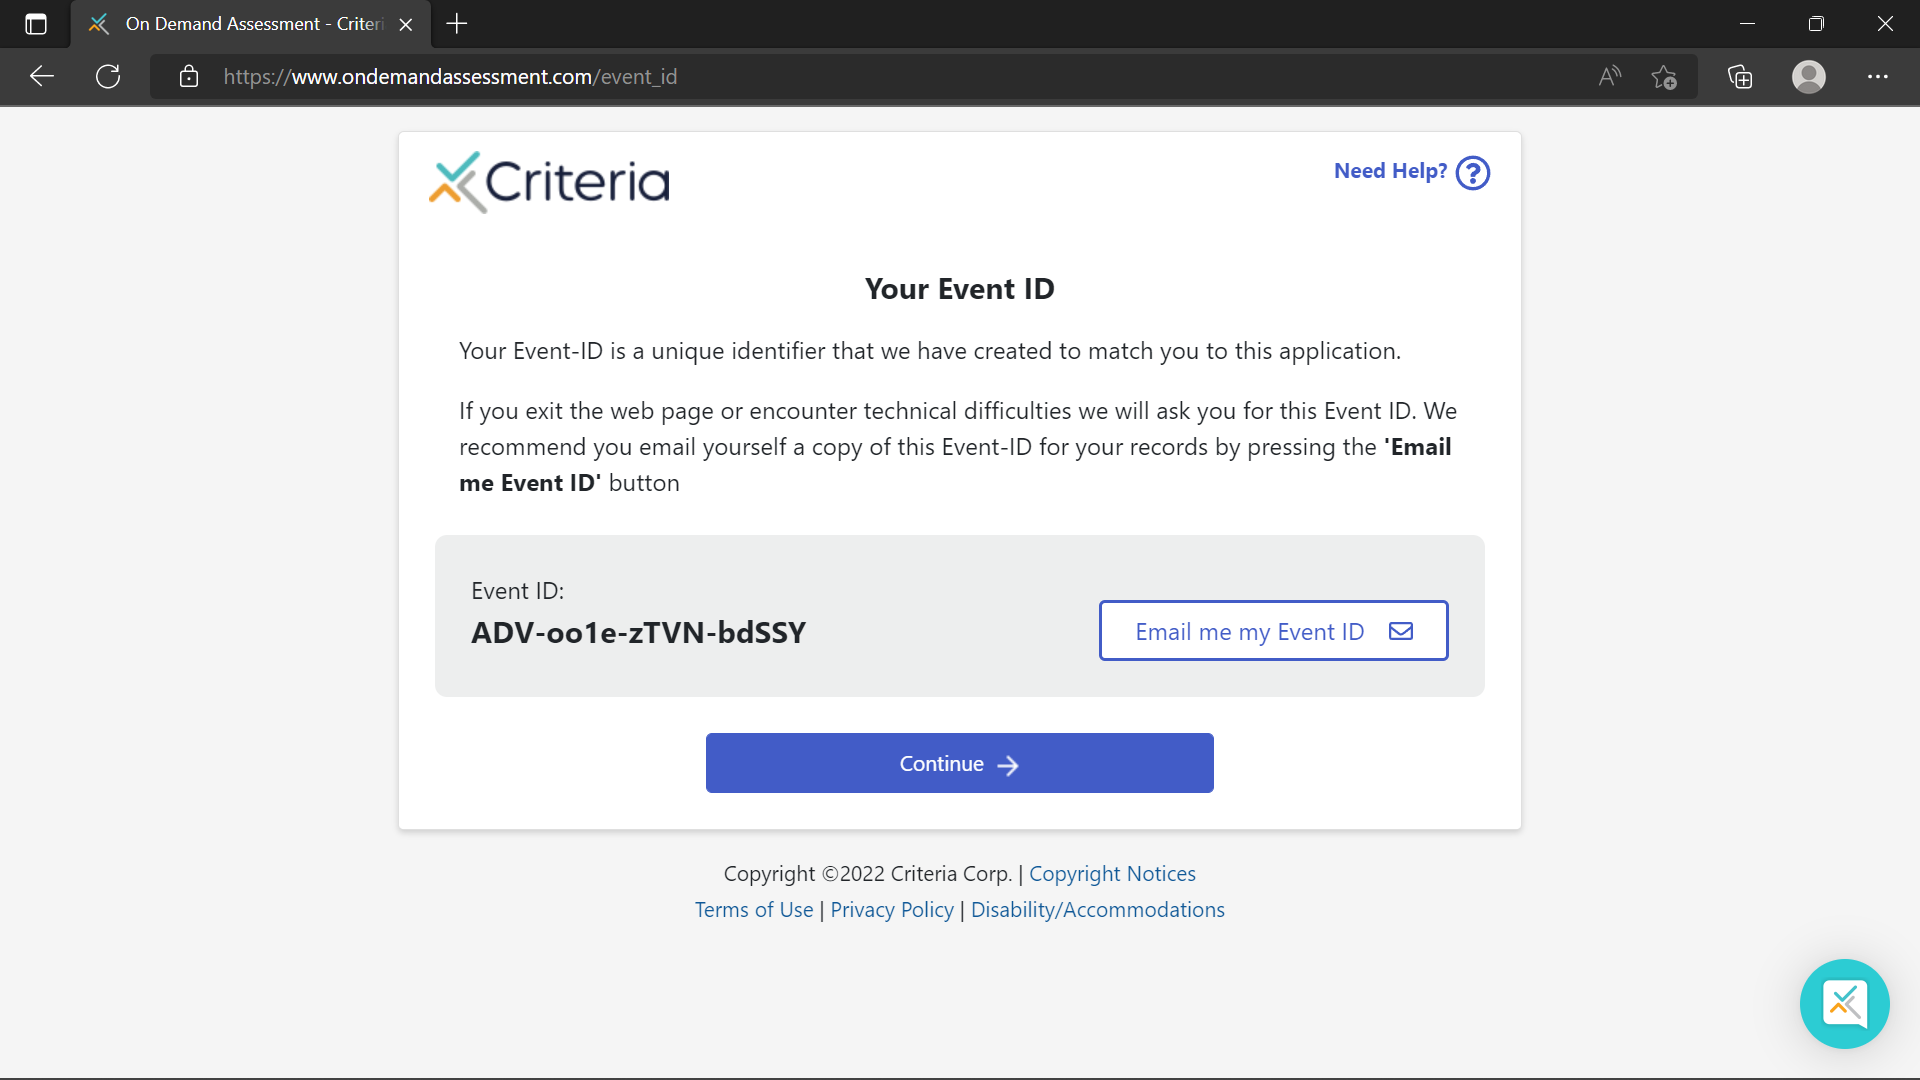 On Demand Assessment - Criteri
https://www.ondemandassessment.com/event_id
Criteria
Need Help?
Your Event ID
Your Event-ID is a unique identifier that we have created to match you to this application.
If you exit the web page or encounter technical difficulties we will ask you for this Event ID. We
recommend you email yourself a copy of this Event-ID for your records by pressing the 'Email
me Event ID' button
Event ID:
ADV-oo1e-zTVN-bdSSY
Email me my Event ID
Continue
Copyright ©2022 Criteria Corp. | Copyright Notices
Terms of Use | Privacy Policy | Disability/Accommodations